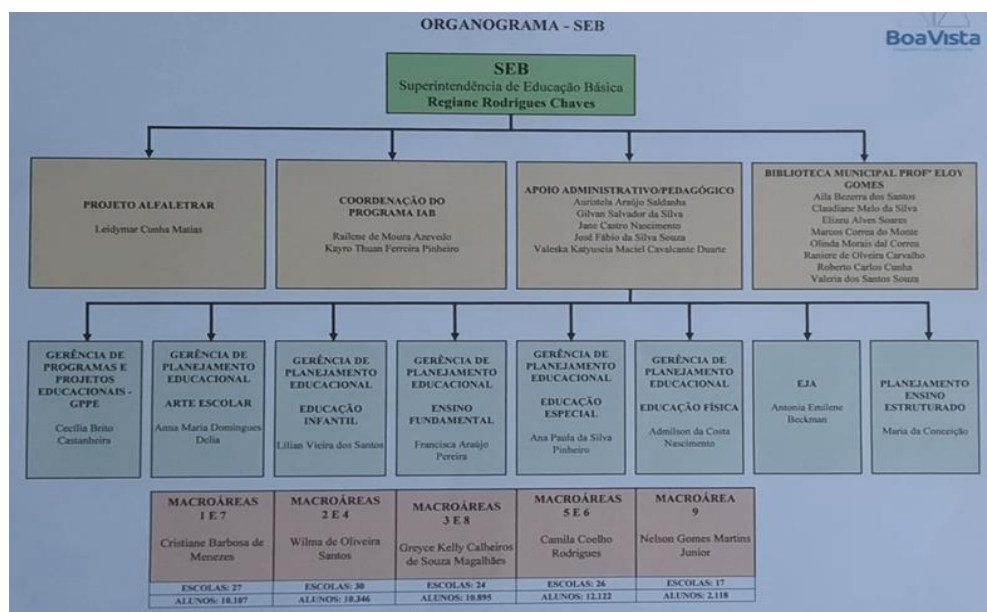 ORGANOGRAMA - SEB
BoaVista
SEB
Superintendência de Educação Básica
Regiane Rodrigues Chaves
PROJETO ALFALETRAR
Leidymar Cunha Matias
COORDENAÇÃO DO
PROGRAMA IAB
Railene de Moura Azevedo
Kayro Thuan Ferreira Pinheiro
APOIO ADMINISTRATIVO/PEDAGÓGICO
Auristela Araújo Saldanha
Gilvan Salvador da Silva
Jane Castro Nascimento
José Fábio da Silva Souza
Valeska Katyuscia Maciel Cavalcante Duarte
BIBLIOTECA MUNICIPAL PROFº ELOY
GOMES
Aila Bezerra dos Santos
Claudiane Melo da Silva
Elizeu Alves Soares
Marcos Correa do Monte
Olinda Morais dal Correa
Raniere de Olveira Carvalho
Roberto Carlos Cunha
Valeria dos Santos Souza
GERÊNCIA DE
PROGRAMAS E
PROJETOS
EDUCACIONAIS -
GPPE
Cecília Brito
Castanheira
GERÊNCIA DE
PLANEJAMENTO
EDUCACIONAL
ARTE ESCOLAR
Anna Maria Domingues
Delia
GERÊNCIA DE
PLANEJAMENTO
EDUCACIONAL
EDUCAÇÃO
INFANTIL
Lilian Vieira dos Santos
GERÊNCIA DE
PLANEJAMENTO
EDUCACIONAL
ENSINO
FUNDAMENTAL
Francisca Araújo
Pereira
GERÊNCIA DE
PLANEJAMENTO
EDUCACIONAL
EDUCAÇÃO
ESPECIAL
Ana Paula da Silva
Pinheiro
GERÊNCIA DE
PLANEJAMENTO
EDUCACIONAL
EDUCAÇÃO FÍSICA
Admilson da Costa
Nascimento
EJA
Antonia Emilene
Beckman
PLANEJAMENTO
ENSINO
ESTRUTURADO
Maria da Conceição
MACROÁREAS
1 E 7
Cristiane Barbosa de
Menezes
ESCOLAS: 27
ALUNOS: 10.107
MACROÁREAS
2 E 4
Wilma de Oliveira
Santos
ESCOLAS: 30
ALUNOS: 10.346
MACROÁREAS
3 E 8
Greyce Kelly Calheiros
de Souza Magalhães
ESCOLAS: 24
ALUNOS: 10.895
MACROÁREAS
5 E 6
Camila Coelho
Rodrigues
ESCOLAS: 26
ALUNOS: 12.122
MACROÁREA
9
Nelson Gomes Martins
Junior
ESCOLAS: 17
ALUNOS: 2.118